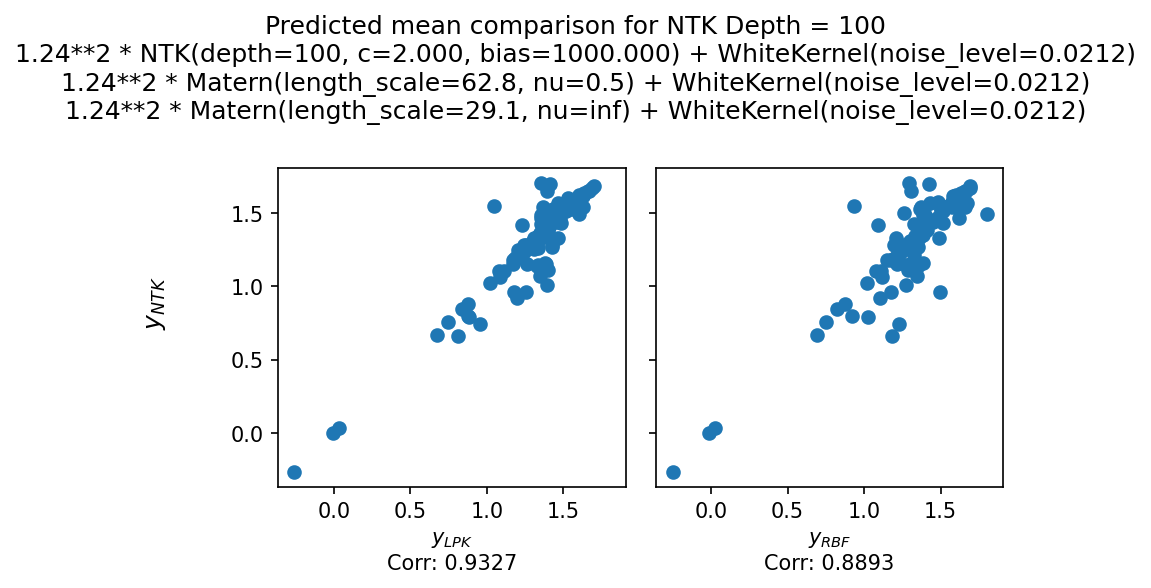 Predicted mean comparison for NTK Depth = 100
1.24**2 * NTK(depth=100, c=2.000, bias=1000.000) + WhiteKernel(noise_level=0.0212)
1.24**2 * Matern(length_scale=62.8, nu=0.5) + WhiteKernel(noise_level=0.0212)
1.24**2 * Matern(length_scale=29.1, nu=inf) + WhiteKernel(noise_level=0.0212)
y_NTK
1.5
1.0
0.5
0.0
0.0 0.5 1.0 1.5
y_LPK
Corr: 0.9327
0.0 0.5 1.0 1.5
y_RBF
Corr: 0.8893